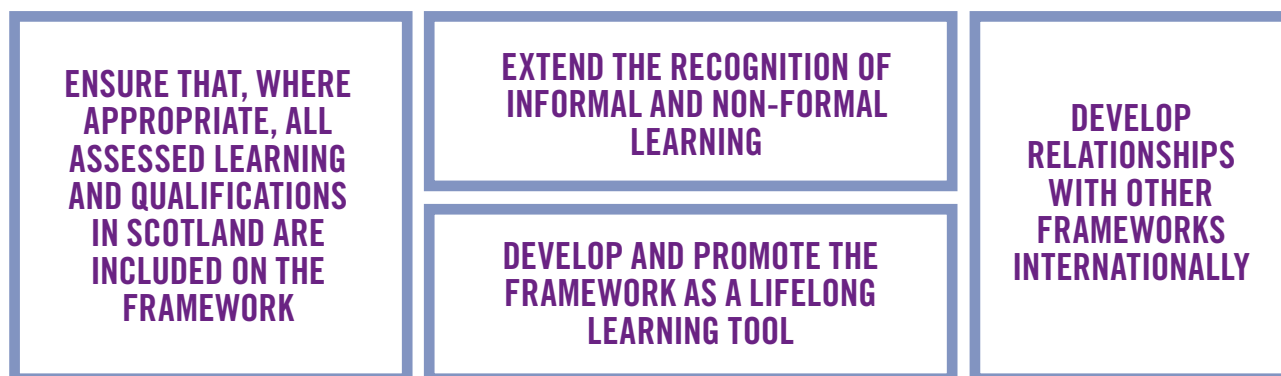 ENSURE THAT, WHERE
APPROPRIATE, ALL
ASSESSED LEARNING
AND QUALIFICATIONS
IN SCOTLAND ARE
INCLUDED ON THE
FRAMEWORK
EXTEND THE RECOGNITION OF
INFORMAL AND NON-FORMAL
LEARNING
DEVELOP AND PROMOTE THE
FRAMEWORK AS A LIFELONG
LEARNING TOOL
DEVELOP
RELATIONSHIPS
WITH OTHER
FRAMEWORKS
INTERNATIONALLY